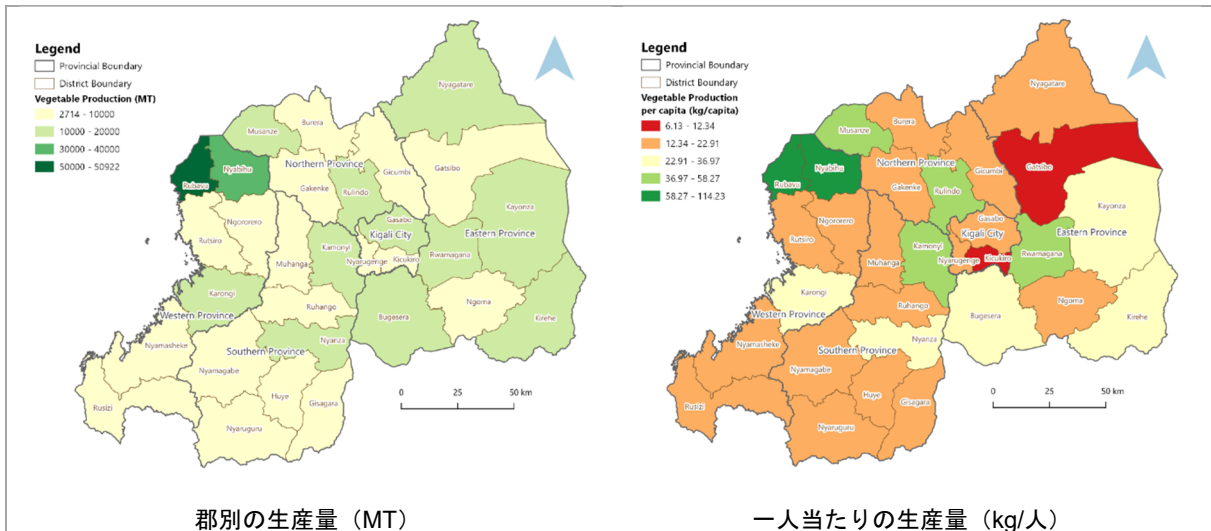 Legend
Provincial Boundary
District Boundary
Vegetable Production (MT)
2714 - 10000
10000 - 20000
30000 - 40000
50000 - 50922
Nyagatare
Burera
Musanze
Northern Province
Gicumbi
Gatsibo
Rubavu
Nyabihu
Gakenke
Rulindo
Kayonza
Ngororero
Gasabo
Kigali City
Eastern Province
Rutsiro
Kamonyi
Nyarugenge
Kicukiro
Rwamagana
Muhanga
Karongi
Ruhango
Ngoma
Western Province
Bugesera
Kirehe
Nyamasheke
Southern Province
Nyanza
Nyamagabe
Rusizi
Huye
Gisagara
Nyaruguru
0 25 50 km
郡別の生産量（MT）
Legend
Provincial Boundary
District Boundary
Vegetable Production
per capita (kg/capita)
6.13 - 12.34
12.34 - 22.91
22.91 - 36.97
36.97 - 58.27
58.27 - 114.23
Nyagatare
Burera
Musanze
Northern Province
Gicumbi
Gatsibo
Rubavu
Nyabihu
Gakenke
Rulindo
Kayonza
Ngororero
Gasabo
Kigali City
Eastern Province
Rutsiro
Kamonyi
Nyarugenge
Kicukiro
Rwamagana
Muhanga
Karongi
Ruhango
Ngoma
Western Province
Bugesera
Kirehe
Nyamasheke
Southern Province
Nyanza
Nyamagabe
Rusizi
Huye
Gisagara
Nyaruguru
0 25 50 km
一人当たりの生産量（kg/人）